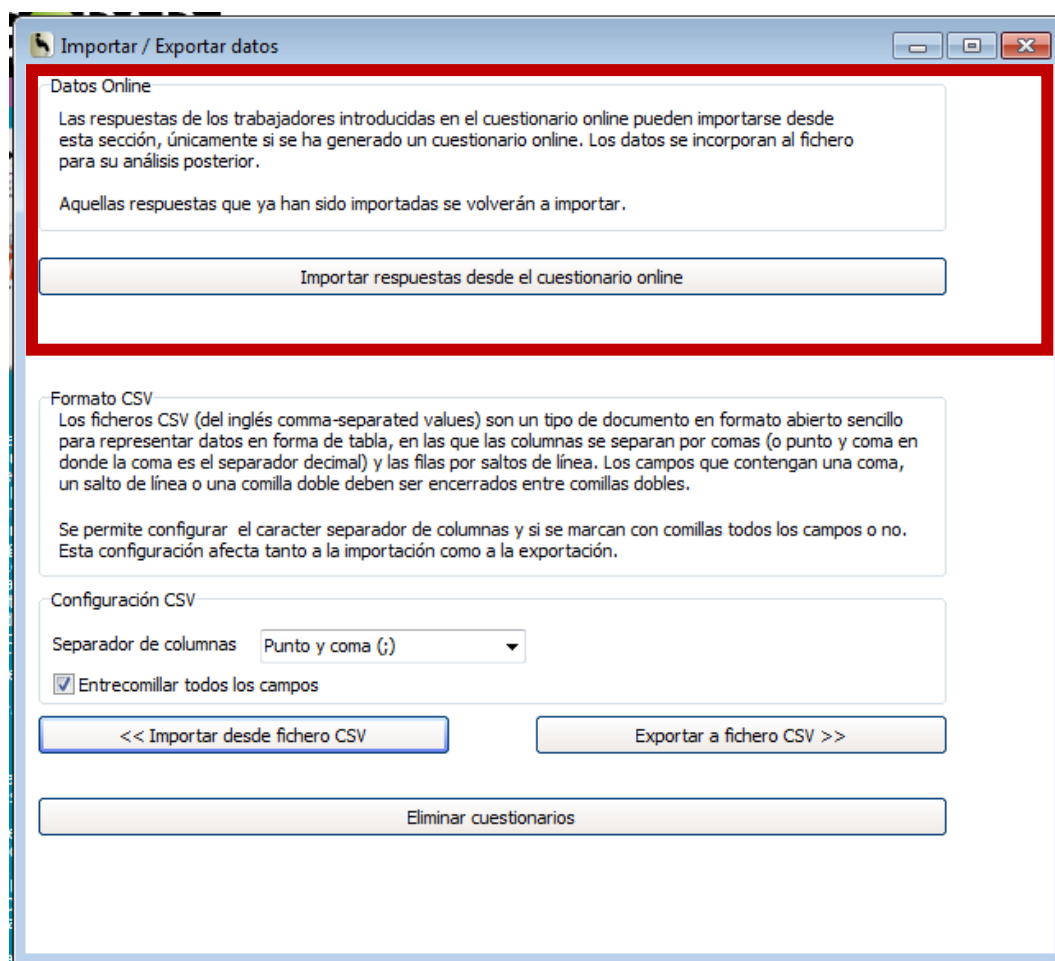 Importar / Exportar datos
Datos Online
Las respuestas de los trabajadores introducidas en el cuestionario online pueden importarse desde
esta sección, únicamente si se ha generado un cuestionario online. Los datos se incorporan al fichero
para su análisis posterior.
Aquellas respuestas que ya han sido importadas se volverán a importar.
Importar respuestas desde el cuestionario online
Formato CSV
Los ficheros CSV (del inglés comma-separated values) son un tipo de documento en formato abierto sencillo
para representar datos en forma de tabla, en las que las columnas se separan por comas (o punto y coma en
donde la coma es el separador decimal) y las filas por saltos de línea. Los campos que contengan una coma,
un salto de línea o una comilla doble deben ser encerrados entre comillas dobles.
Se permite configurar  el caracter separador de columnas y si se marcan con comillas todos los campos o no.
Esta configuración afecta tanto a la importación como a la exportación.
Configuración CSV
Separador de columnas Punto y coma (;)
Entrecomillar todos los campos
<< Importar desde fichero CSV Exportar a fichero CSV >>
Eliminar cuestionarios